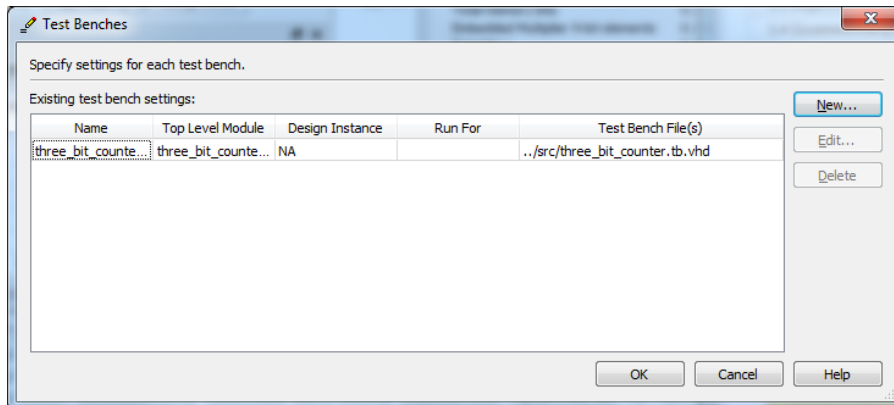 Test Benches
Specify settings for each test bench.
Existing test bench settings:
Name Top Level Module Design Instance Run For Test Bench File(s)
three_bit_counte... three_bit_counte... NA ../src/three_bit_counter.tb.vhd
New...
Edit...
Delete
OK Cancel Help